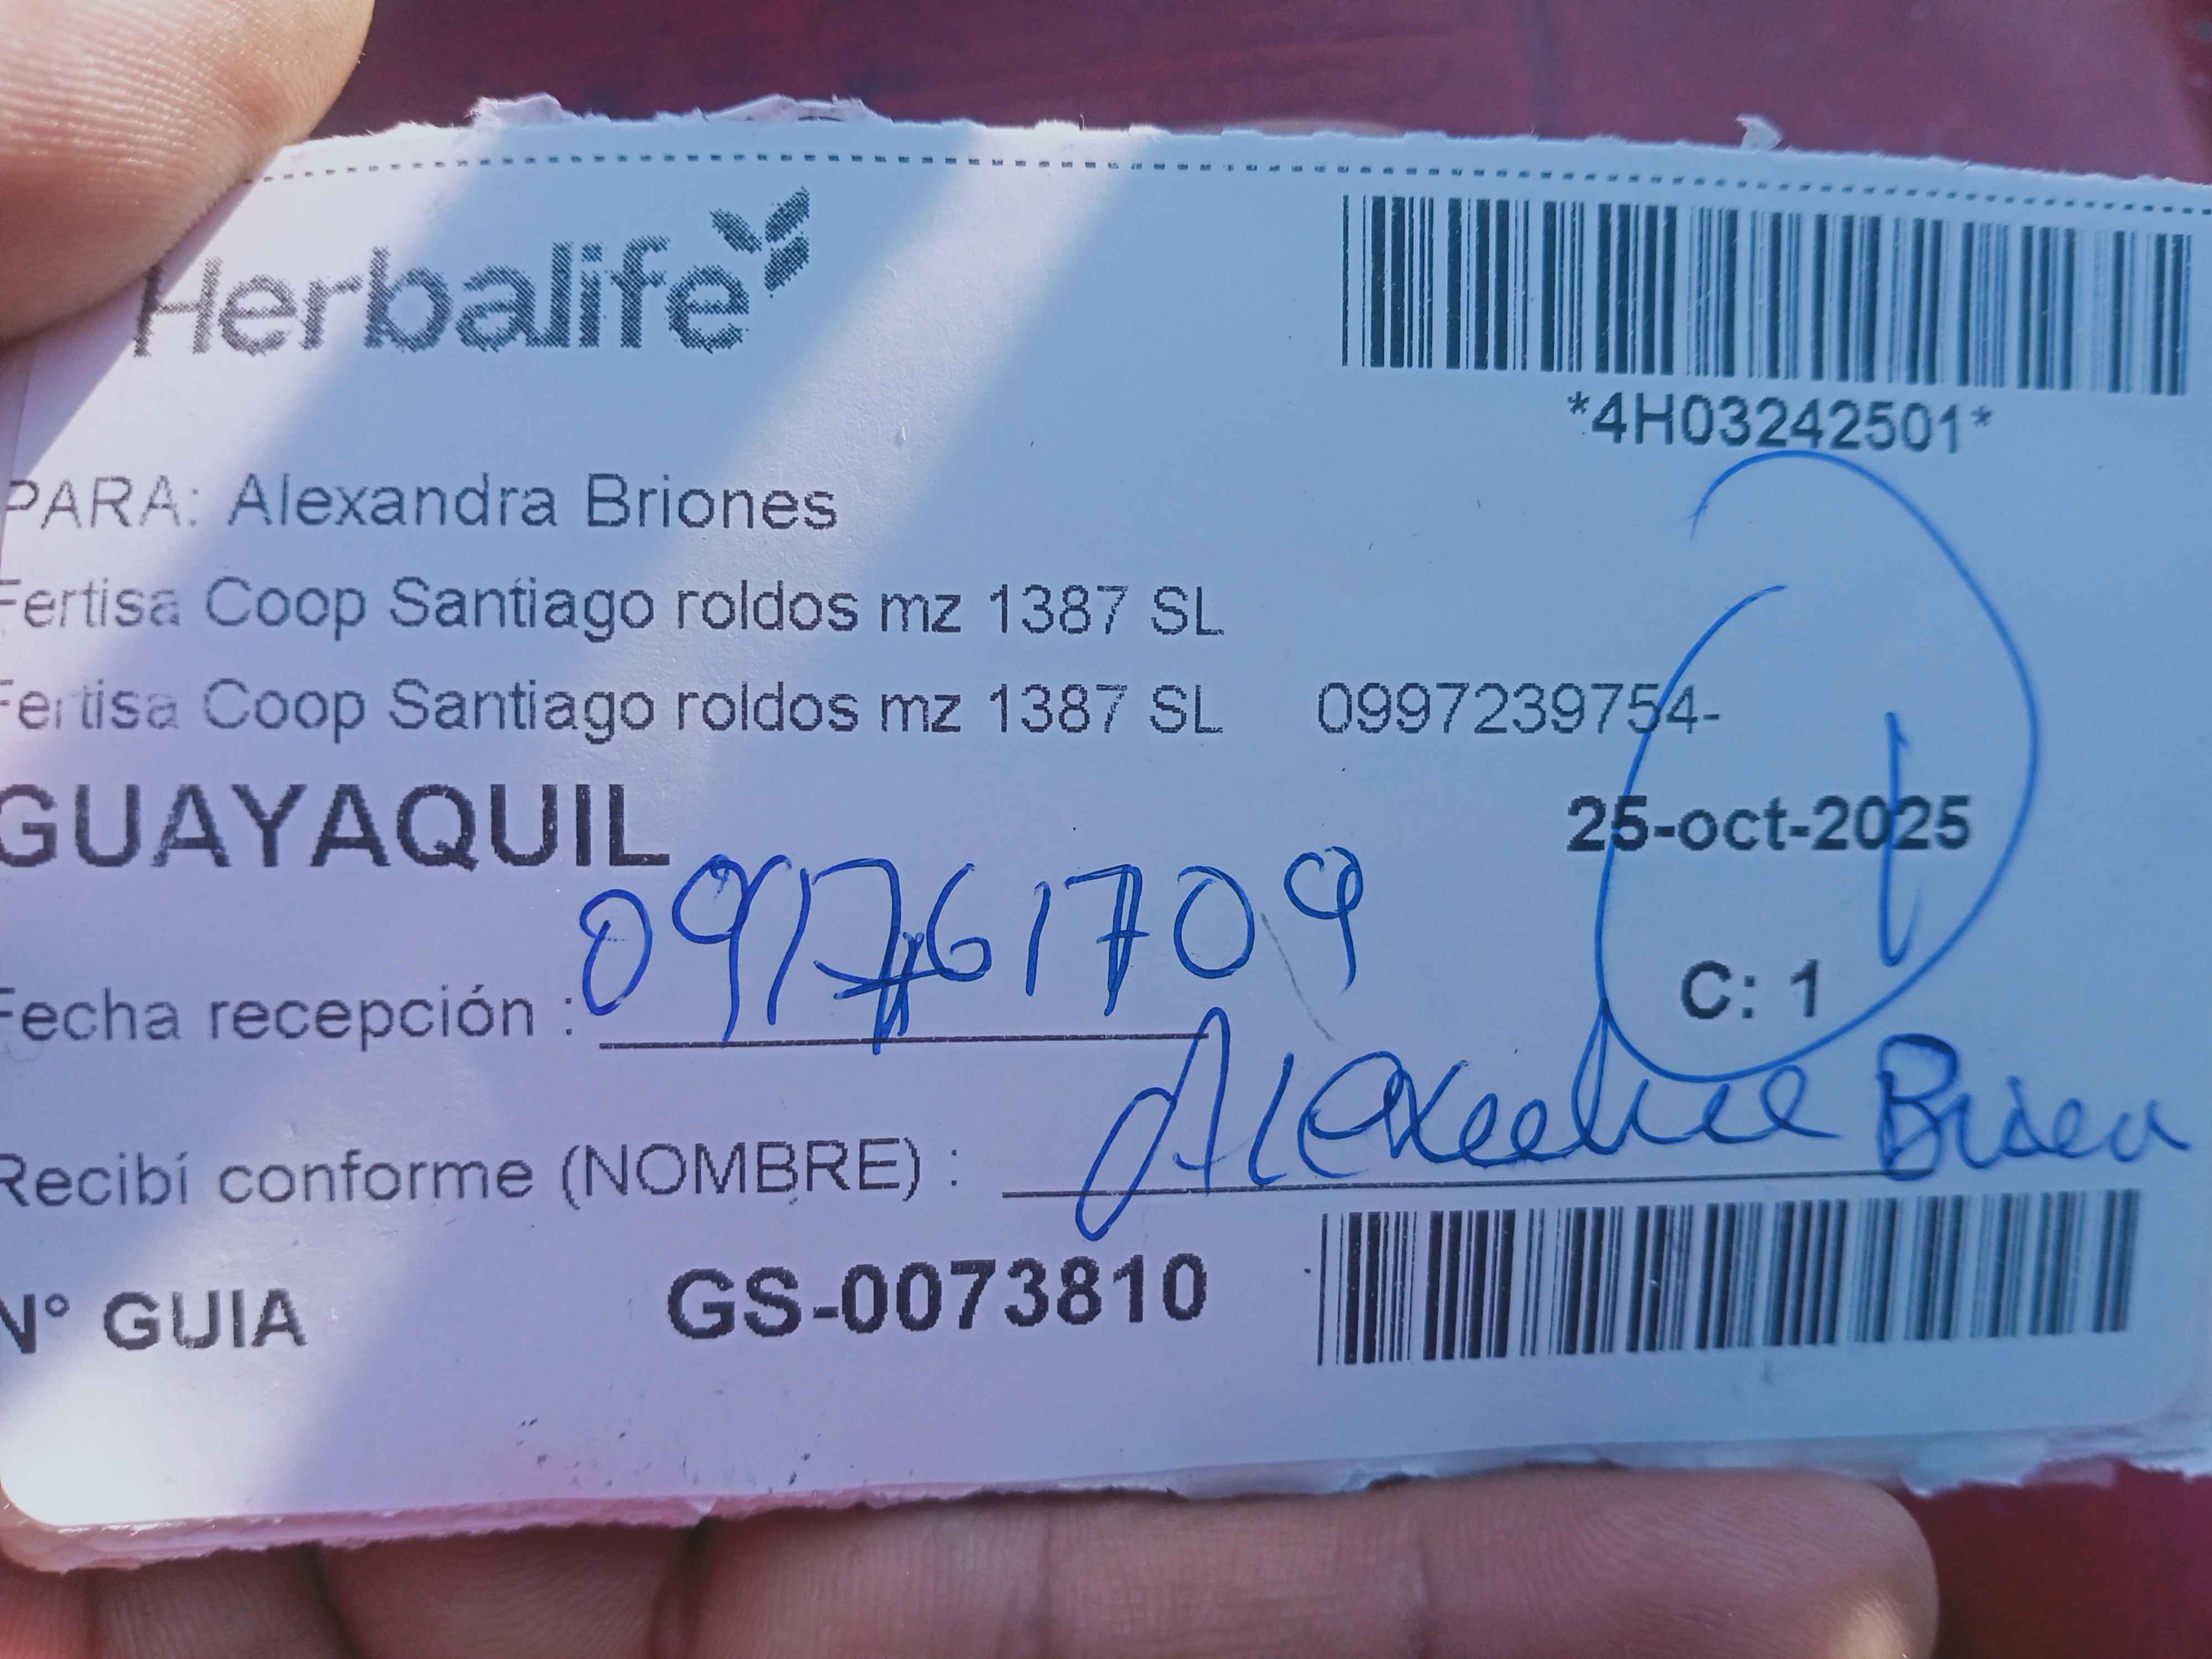 Herbalife
*4H03242501*
PARA: Alexandra Briones
Fertisa Coop Santiago roldos mz 1387 SL
Fertisa Coop Santiago roldos mz 1387 SL 0997239754-
GUAYAQUIL
25-oct-2025
C: 1
Fecha recepción :
Recibí conforme (NOMBRE) :
N° GUIA GS-0073810